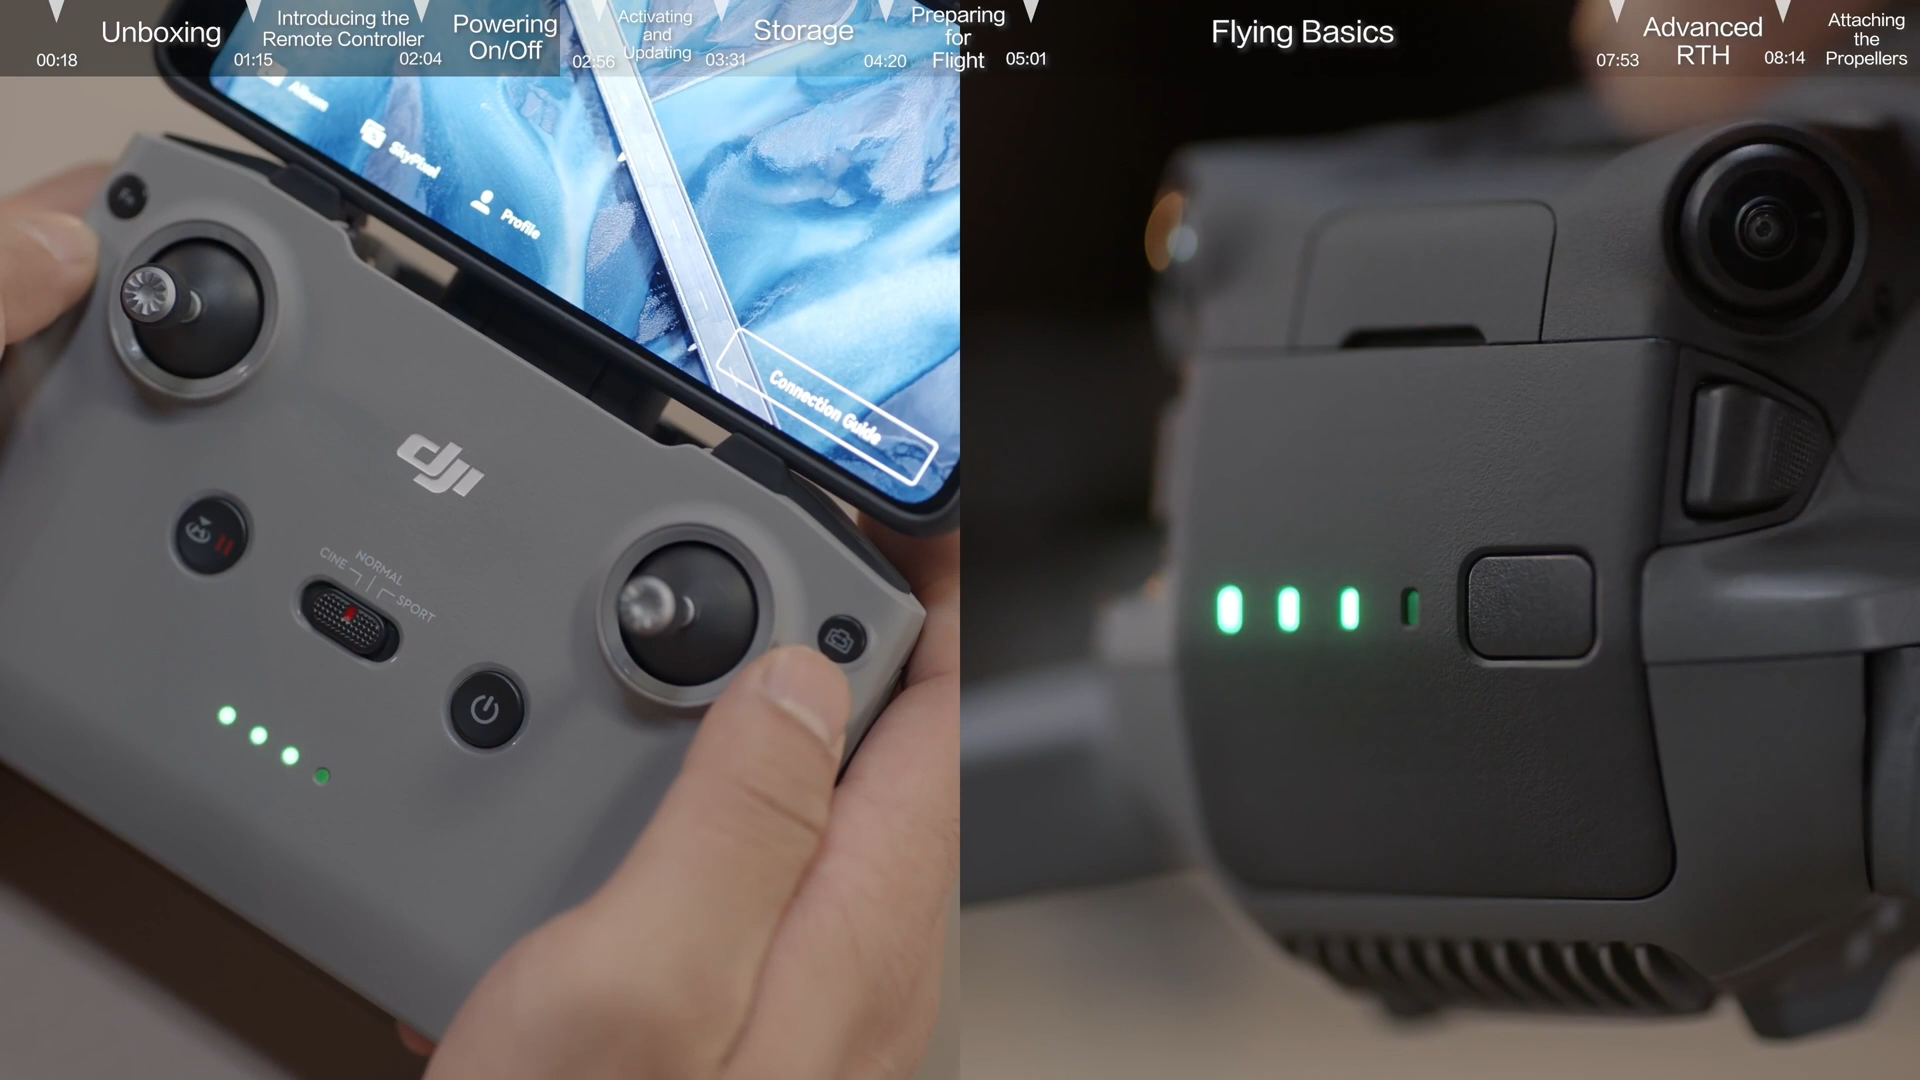 Unboxing
00:18
Introducing the
Remote Controller
01:15
Powering
On/Off
02:04
Activating
and
Updating
02:56
Storage
03:31
Preparing
for
Flight
04:20
Flying Basics
05:01
Advanced
RTH
07:53
Attaching
the
Propellers
08:14
Album
SkyPixel
Profile
Connection Guide
Fn
dji
CINE
NORMAL
SPORT